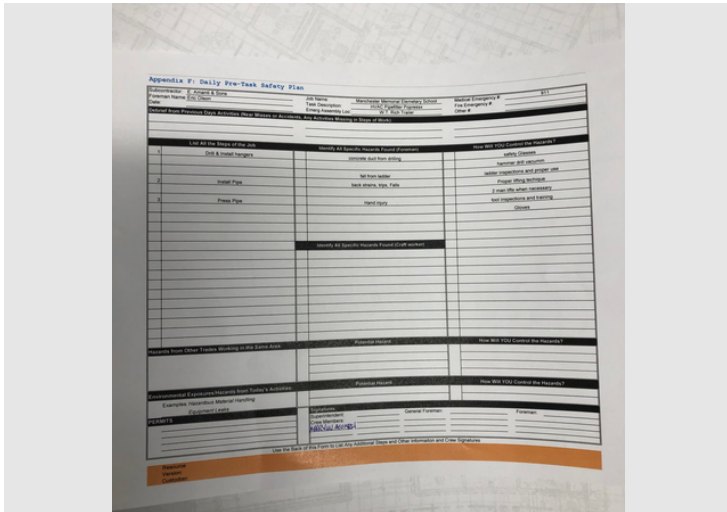 Appendix F: Daily Pre-Task Safety Plan
Subcontractor: E. Amanti & Sons
Job Name: Manchester Memorial Elementary School
Medical Emergency #: 911
Foreman Name: Eric Olson
Task Description: HVAC Pipefitter
Fire Emergency #:
Date:
Emerg Assembly Loc: W.T. Rich Trailer
Other #:
Debrief from Previous Days Activities (Near Misses or Accidents, Any Activities Missing in Steps of Work):
List All the Steps of the Job
Identify All Specific Hazards Found (Foreman)
How Will YOU Control the Hazards?
1 Drill & Install hangers
concrete dust from drilling
safety Glasses
hammer drill vacumm
fall from ladder
ladder inspections and proper use
2 Install Pipe
back strains, trips, Falls
Proper lifting technique
2 man lifts when necessary
3 Press Pipe
Hand injury
tool inspections and training
Gloves
Identify All Specific Hazards Found (Craft worker)
Hazards from Other Trades Working in the Same Area
Potential Hazard
How Will YOU Control the Hazards?
Environmental Exposures/Hazards from Today's Activities
Potential Hazard
How Will YOU Control the Hazards?
Examples: Hazardous Material Handling
Equipment Leaks
PERMITS
Signatures:
Superintendent:
General Foreman:
Foreman:
Crew Members:
Use the Back of this Form to List Any Additional Steps and Other Information and Crew Signatures
Resource
Version
Custodian